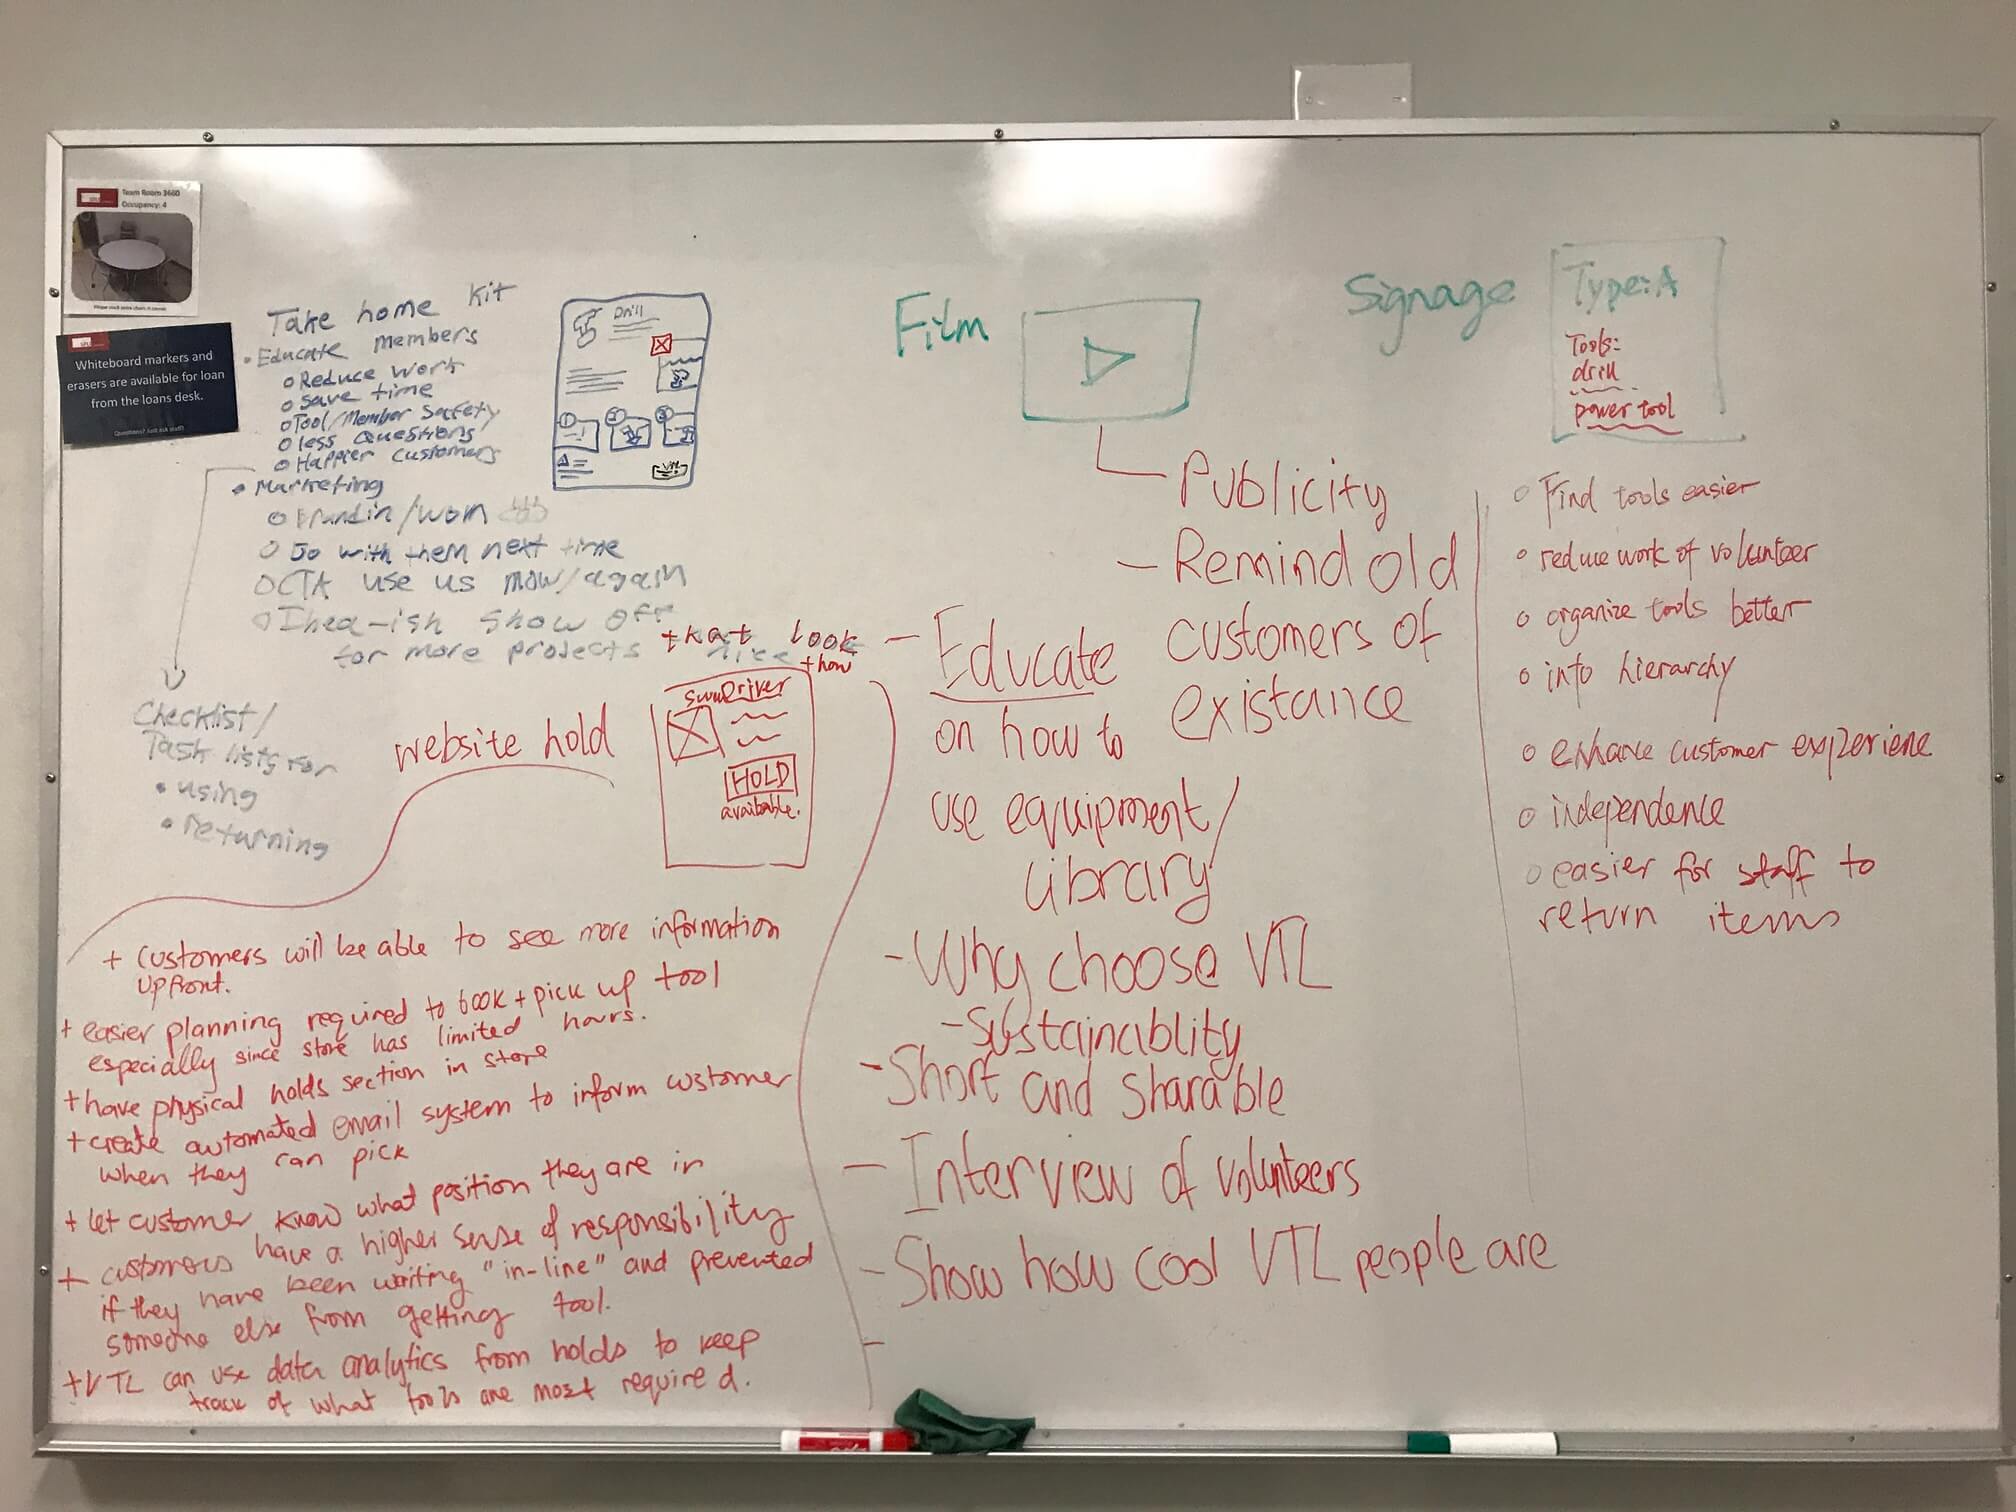 Team Room 3660
Occupancy: 4
Whiteboard markers and
erasers are available for loan
from the loans desk.
Questions? Just ask staff!
Take home kit
• Educate members
o Reduce work
o save time
o Tool/Member Safety
o less questions
o Happier customers
• Marketing
o WOM
o Go with them next time
o CTA use us now/again
o Ikea-ish show off
for more projects that look
nice + how
Checklist/
Task lists for
• using
• returning
Drill
1
2
3
website hold
HOLD
available.
+ customers will be able to see more information
upfront.
+ easier planning required to book + pick up tool
especially since store has limited hours.
+ have physical holds section in store
+ create automated email system to inform customer
when they can pick
+ let customer know what position they are in
+ customers have a higher sense of responsibility
if they have been waiting "in-line" and prevented
someone else from getting tool.
+ VTL can use data analytics from holds to keep
track of what tools are most required.
Film
- Publicity
- Remind old
customers of
existance
- Educate
on how to
use equipment/
library
- Why choose VTL
- Sustainablity
- Short and sharable
- Interview of volunteers
- Show how cool VTL people are
-
Signage
Type: A
Tools:
drill
power tool
o Find tools easier
o reduce work of volunteer
o organize tools better
o info hierarchy
o enhance customer experience
o independence
o easier for staff to
return items